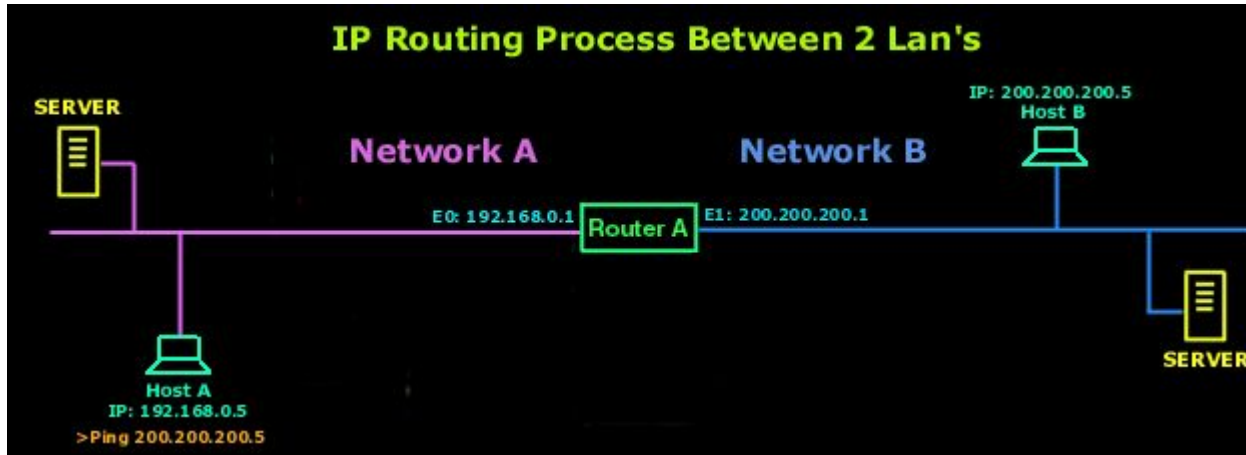 IP Routing Process Between 2 Lan's
IP: 200.200.200.5
Host B
SERVER
Network A
Network B
E0: 192.168.0.1
Router A
E1: 200.200.200.1
SERVER
Host A
IP: 192.168.0.5
>Ping 200.200.200.5